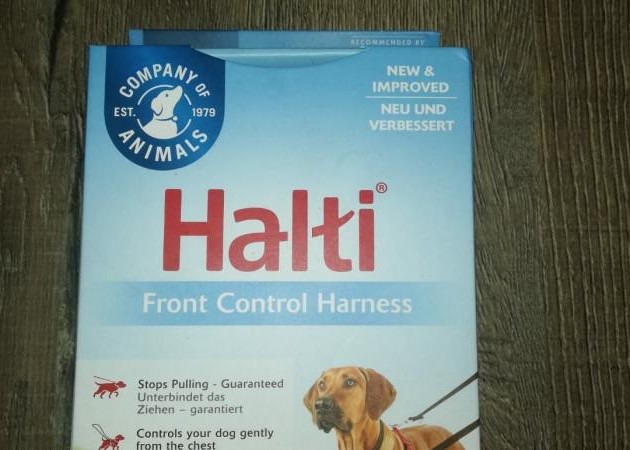 RECOMMENDED BY
COMPANY OF
EST. 1979
ANIMALS
NEW &
IMPROVED
NEU UND
VERBESSERT
Halti®
Front Control Harness
Stops Pulling - Guaranteed
Unterbindet das
Ziehen – garantiert
Controls your dog gently
from the chest